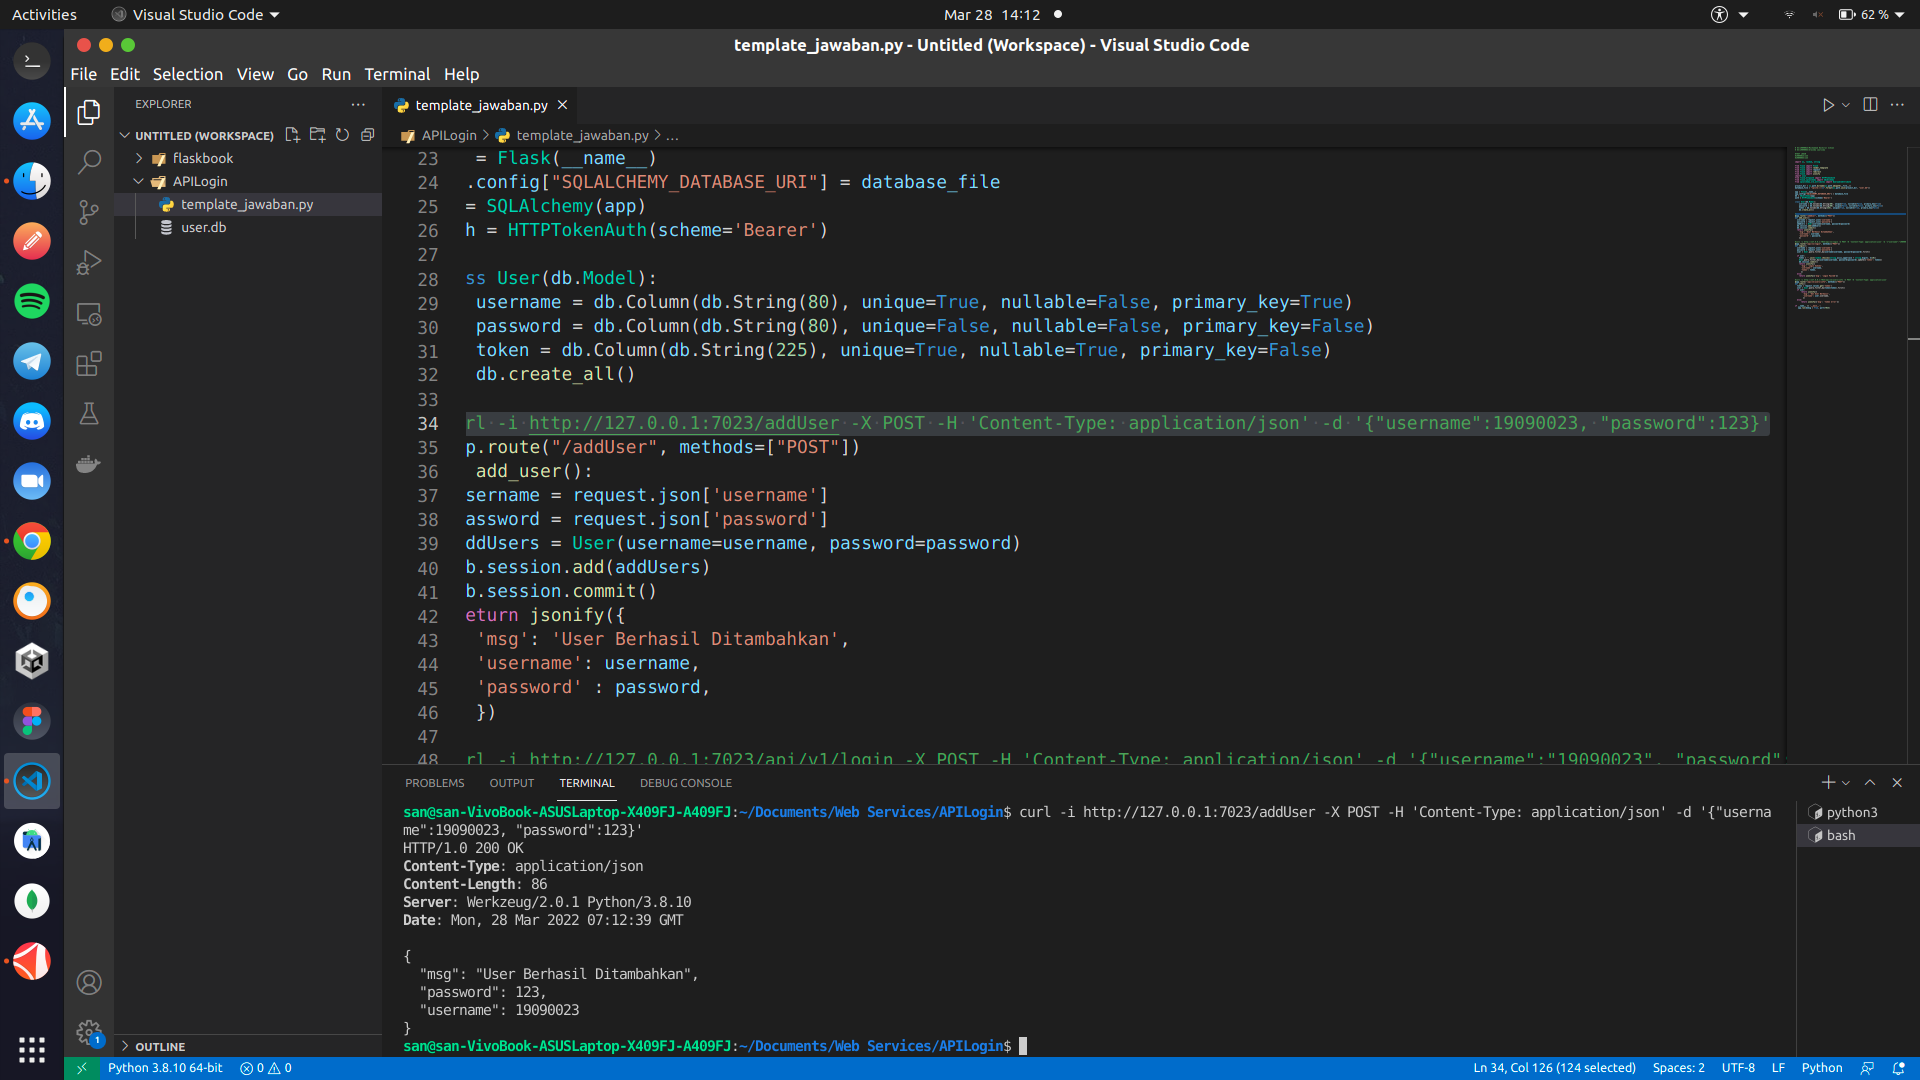 Activities
Visual Studio Code
Mar 28 14:12
62 %
template_jawaban.py - Untitled (Workspace) - Visual Studio Code
File Edit Selection View Go Run Terminal Help
EXPLORER
UNTITLED (WORKSPACE)
flaskbook
APILogin
template_jawaban.py
user.db
OUTLINE
template_jawaban.py
APILogin > template_jawaban.py > ...
23 = Flask(__name__)
24 .config["SQLALCHEMY_DATABASE_URI"] = database_file
25 = SQLAlchemy(app)
26 h = HTTPTokenAuth(scheme='Bearer')
27
28 ss User(db.Model):
29 username = db.Column(db.String(80), unique=True, nullable=False, primary_key=True)
30 password = db.Column(db.String(80), unique=False, nullable=False, primary_key=False)
31 token = db.Column(db.String(225), unique=True, nullable=True, primary_key=False)
32 db.create_all()
33
34 rl -i http://127.0.0.1:7023/addUser -X POST -H 'Content-Type: application/json' -d '{"username":19090023, "password":123}'
35 p.route("/addUser", methods=["POST"])
36 add_user():
37 sername = request.json['username']
38 assword = request.json['password']
39 ddUsers = User(username=username, password=password)
40 b.session.add(addUsers)
41 b.session.commit()
42 eturn jsonify({
43 'msg': 'User Berhasil Ditambahkan',
44 'username': username,
45 'password' : password,
46 })
47
48 rl -i http://127.0.0.1:7023/api/v1/login -X POST -H 'Content-Type: application/json' -d '{"username":"19090023", "password"
PROBLEMS OUTPUT TERMINAL DEBUG CONSOLE
python3
bash
san@san-VivoBook-ASUSLaptop-X409FJ-A409FJ:~/Documents/Web Services/APILogin$ curl -i http://127.0.0.1:7023/addUser -X POST -H 'Content-Type: application/json' -d '{"userna
me":19090023, "password":123}'
HTTP/1.0 200 OK
Content-Type: application/json
Content-Length: 86
Server: Werkzeug/2.0.1 Python/3.8.10
Date: Mon, 28 Mar 2022 07:12:39 GMT
{
"msg": "User Berhasil Ditambahkan",
"password": 123,
"username": 19090023
}
san@san-VivoBook-ASUSLaptop-X409FJ-A409FJ:~/Documents/Web Services/APILogin$
1
Python 3.8.10 64-bit 0 0 Ln 34, Col 126 (124 selected) Spaces: 2 UTF-8 LF Python